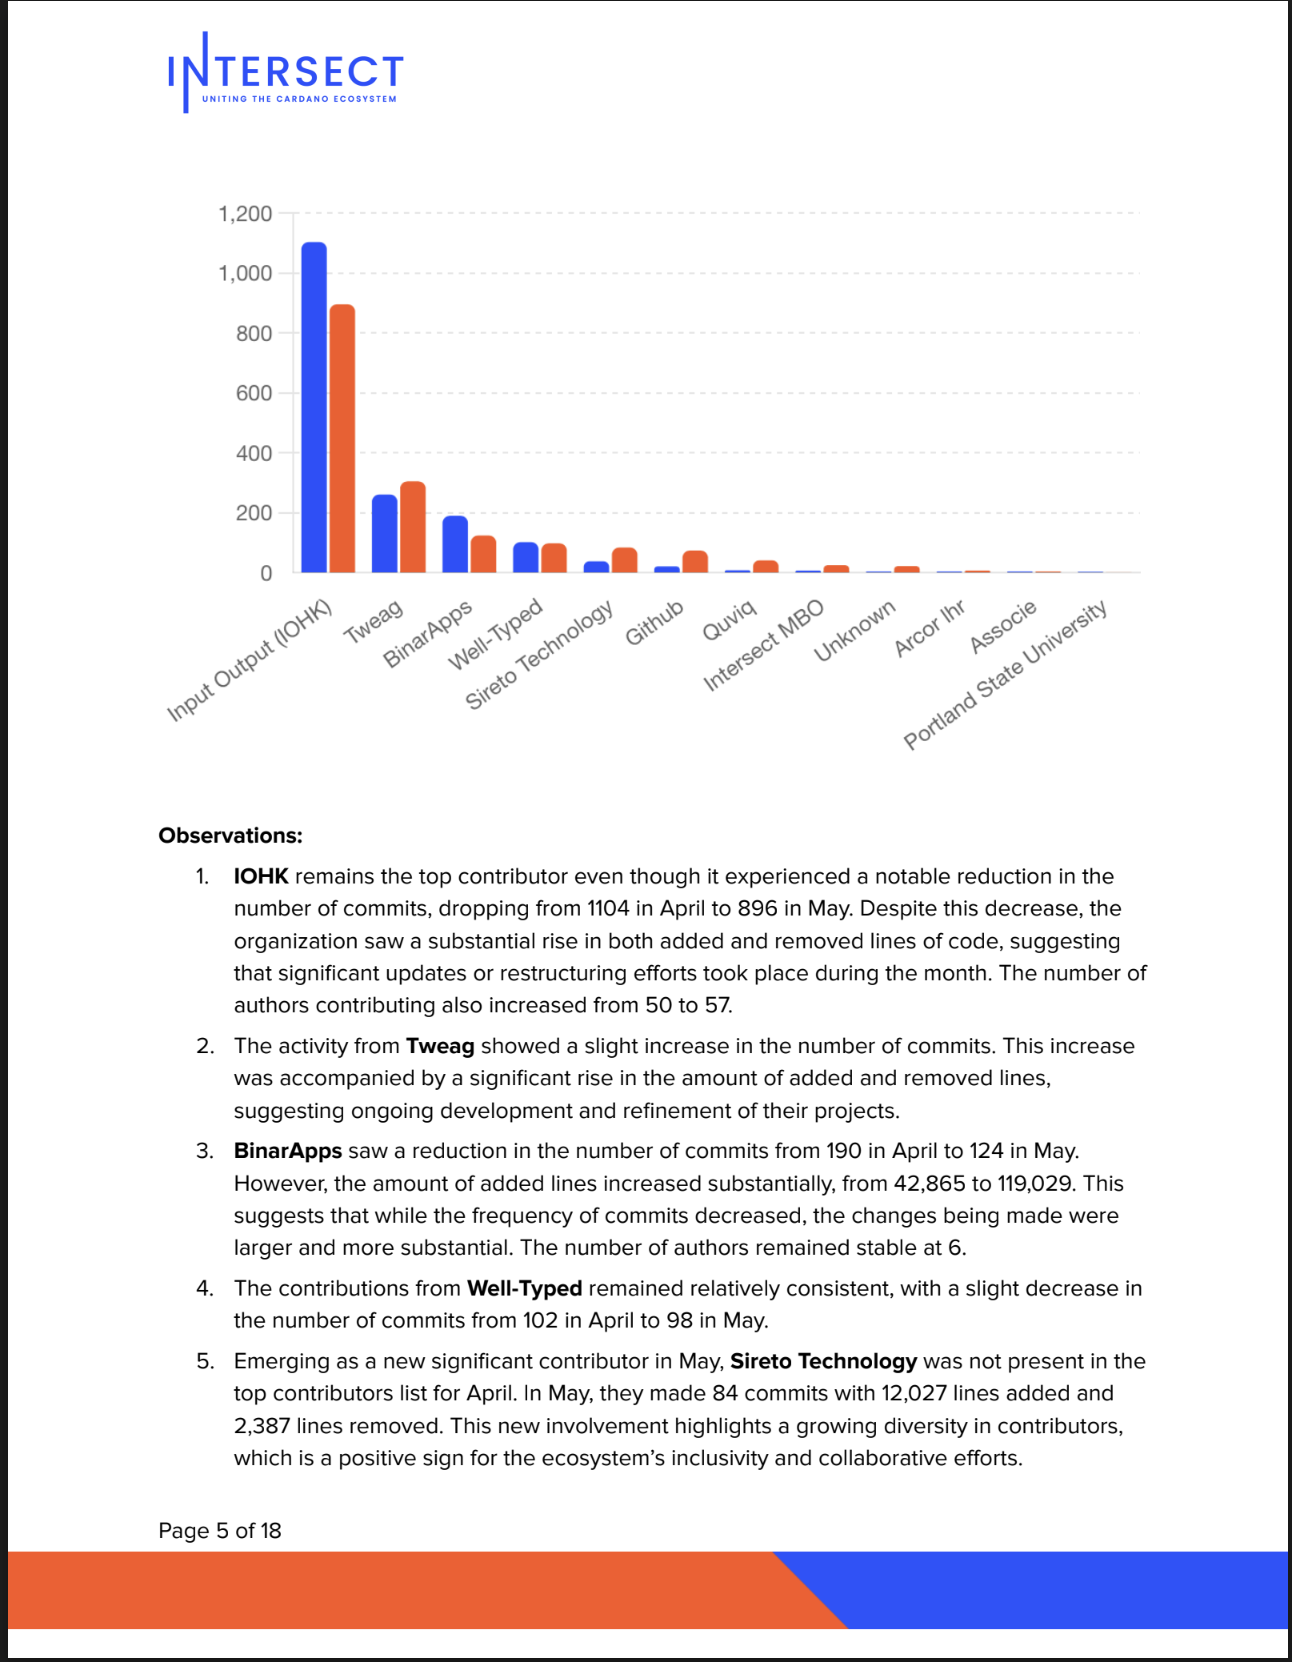 INTERSECT
UNITING THE CARDANO ECOSYSTEM
1,200
1,000
800
600
400
200
0
Input Output (IOHK)
Tweag
BinarApps
Well-Typed
Sireto Technology
Github
Quviq
Intersect MBO
Unknown
Arcor Ihr
Associe
Portland State University
Observations:
1. IOHK remains the top contributor even though it experienced a notable reduction in the
number of commits, dropping from 1104 in April to 896 in May. Despite this decrease, the
organization saw a substantial rise in both added and removed lines of code, suggesting
that significant updates or restructuring efforts took place during the month. The number of
authors contributing also increased from 50 to 57.
2. The activity from Tweag showed a slight increase in the number of commits. This increase
was accompanied by a significant rise in the amount of added and removed lines,
suggesting ongoing development and refinement of their projects.
3. BinarApps saw a reduction in the number of commits from 190 in April to 124 in May.
However, the amount of added lines increased substantially, from 42,865 to 119,029. This
suggests that while the frequency of commits decreased, the changes being made were
larger and more substantial. The number of authors remained stable at 6.
4. The contributions from Well-Typed remained relatively consistent, with a slight decrease in
the number of commits from 102 in April to 98 in May.
5. Emerging as a new significant contributor in May, Sireto Technology was not present in the
top contributors list for April. In May, they made 84 commits with 12,027 lines added and
2,387 lines removed. This new involvement highlights a growing diversity in contributors,
which is a positive sign for the ecosystem’s inclusivity and collaborative efforts.
Page 5 of 18